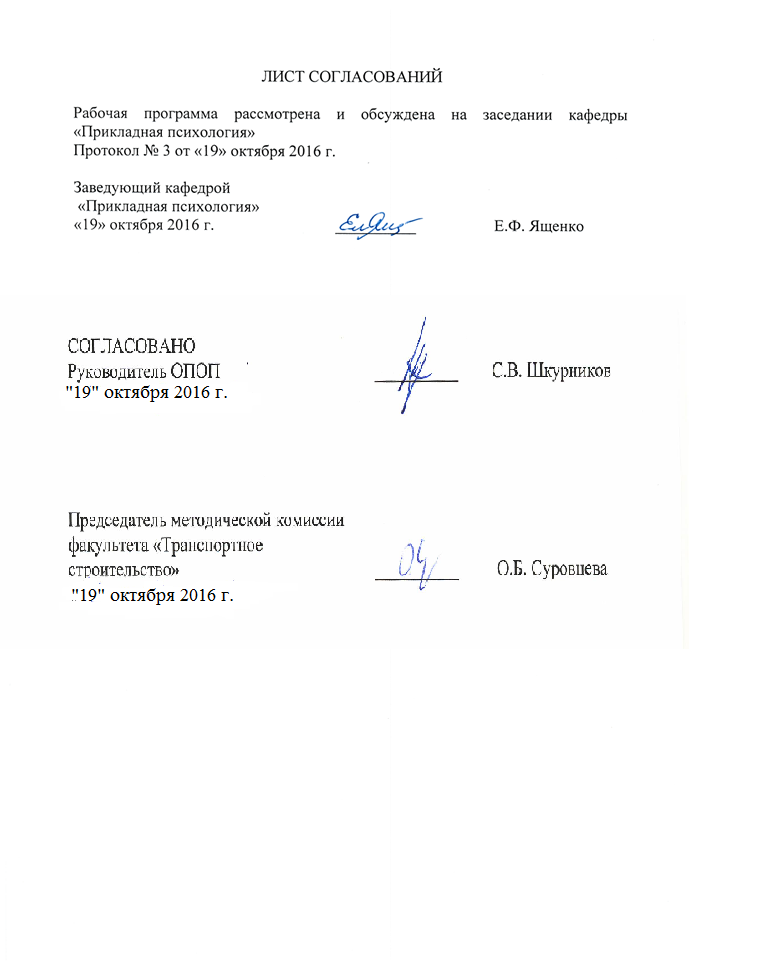 ЛИСТ СОГЛАСОВАНИЙ
Рабочая программа рассмотрена и обсуждена на заседании кафедры
«Прикладная психология»
Протокол № 3 от «19» октября 2016 г.
Заведующий кафедрой
«Прикладная психология»
«19» октября 2016 г. Е.Ф. Ященко
СОГЛАСОВАНО
Руководитель ОПОП С.В. Шкурников
"19" октября 2016 г.
Председатель методической комиссии
факультета «Транспортное
строительство» О.Б. Суровцева
"19" октября 2016 г.